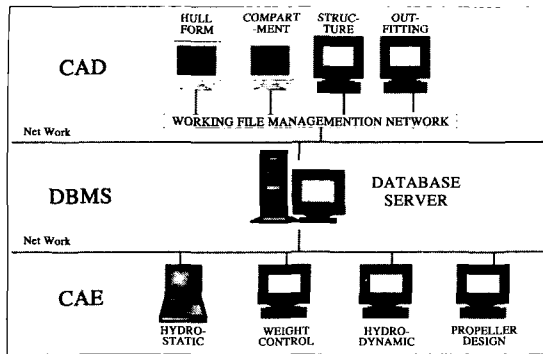 HULL FORM
COMPART-MENT
STRUC-TURE
OUT-FITTING
CAD
WORKING FILE MANAGEMENTION NETWORK
Net Work
DBMS
DATABASE
SERVER
Net Work
CAE
HYDRO-STATIC
WEIGHT CONTROL
HYDRO-DYNAMIC
PROPELLER DESIGN